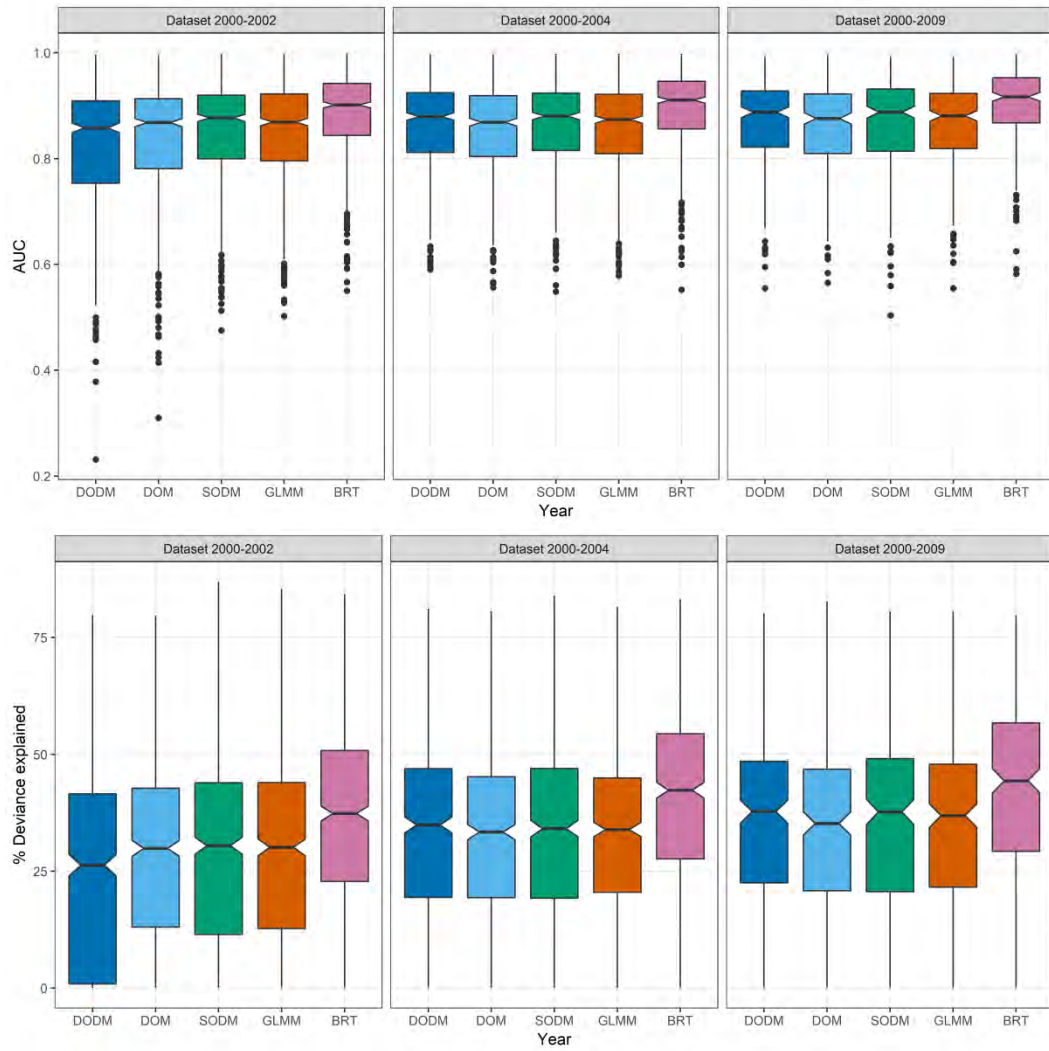 Dataset 2000-2002 Dataset 2000-2004 Dataset 2000-2009
1.0
0.8
0.6
0.4
0.2
AUC
DODM DOM SODM GLMM BRT DODM DOM SODM GLMM BRT DODM DOM SODM GLMM BRT
Year
Dataset 2000-2002 Dataset 2000-2004 Dataset 2000-2009
75
50
25
0
% Deviance explained
DODM DOM SODM GLMM BRT DODM DOM SODM GLMM BRT DODM DOM SODM GLMM BRT
Year